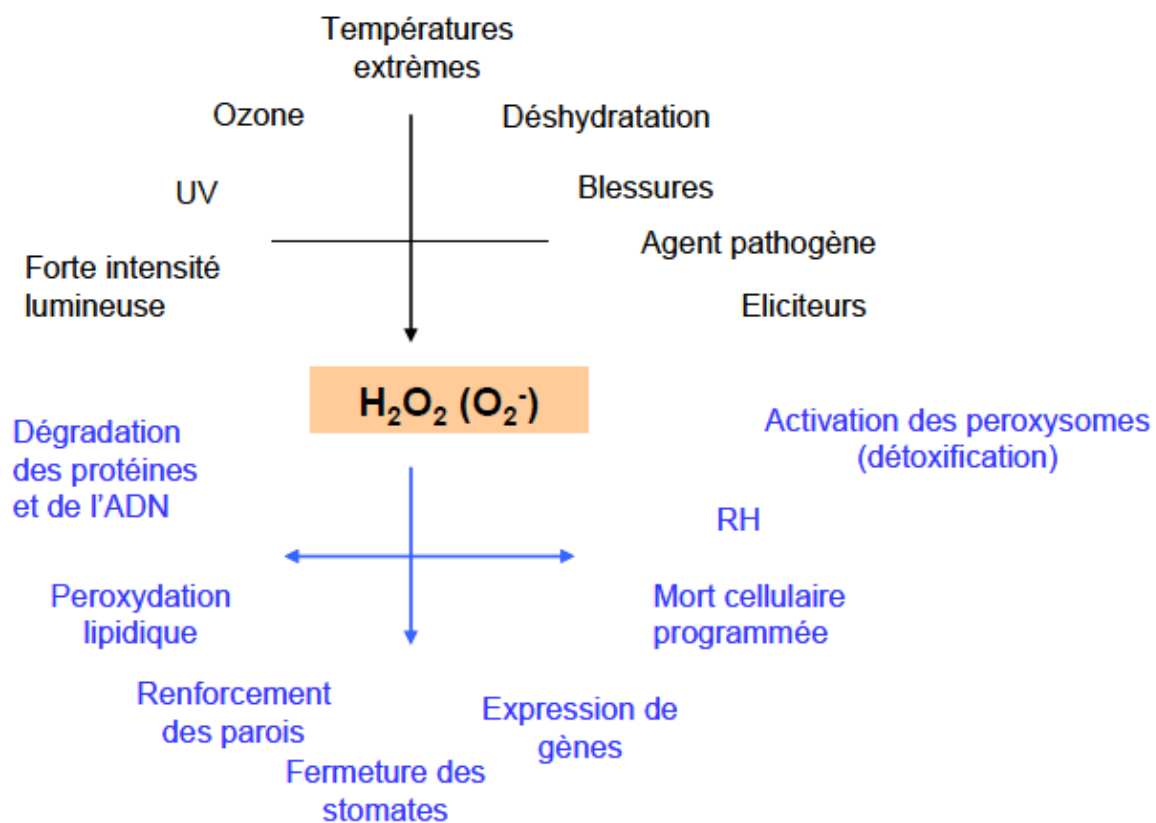 Températures
extrèmes
Ozone
Déshydratation
UV
Blessures
Agent pathogène
Forte intensité
lumineuse
Eliciteurs
H₂O₂ (O₂⁻)
Dégradation
des protéines
et de l'ADN
Activation des peroxysomes
(détoxification)
RH
Peroxydation
lipidique
Mort cellulaire
programmée
Renforcement
des parois
Expression de
gènes
Fermeture des
stomates